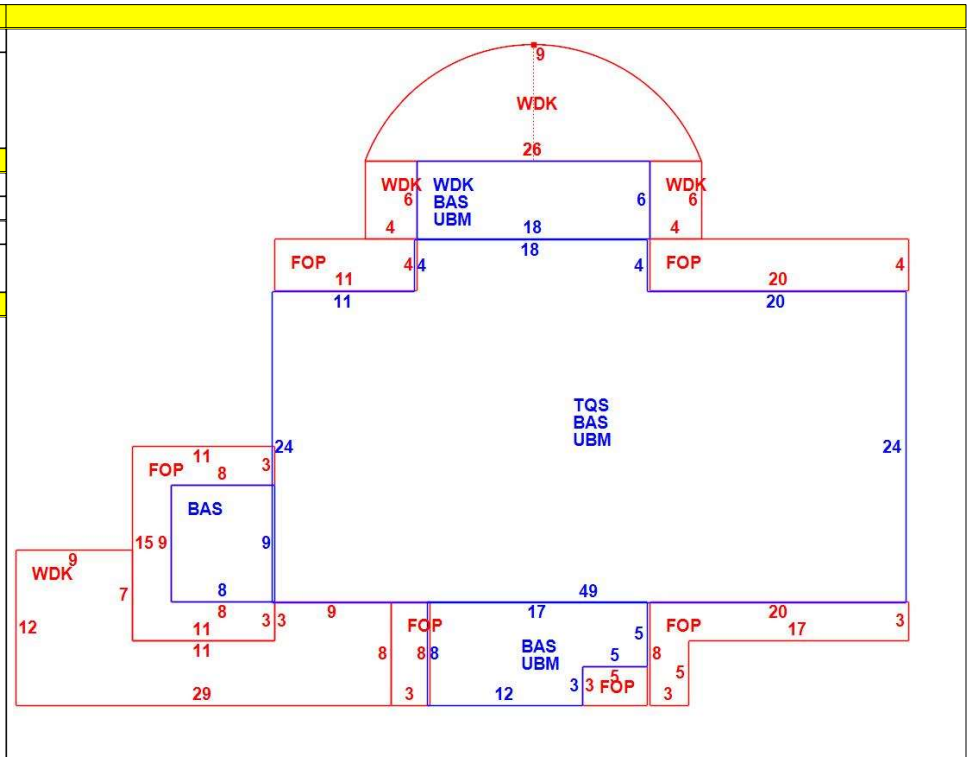 9
WDK
26
WDK WDK WDK
6 6 6
BAS
UBM
4 18 4
18
FOP 4 4 4 FOP 4
11 20
11 20
TQS
BAS
UBM
24 24
11
FOP 8 3
BAS
15 9 9
9
WDK 7
8 49
8 3 3 9 17 20
12 11 FOP 5 FOP 17 3
11 BAS
UBM
8 8 8 5 8 5
5
29 3 12 3 3 FOP 3